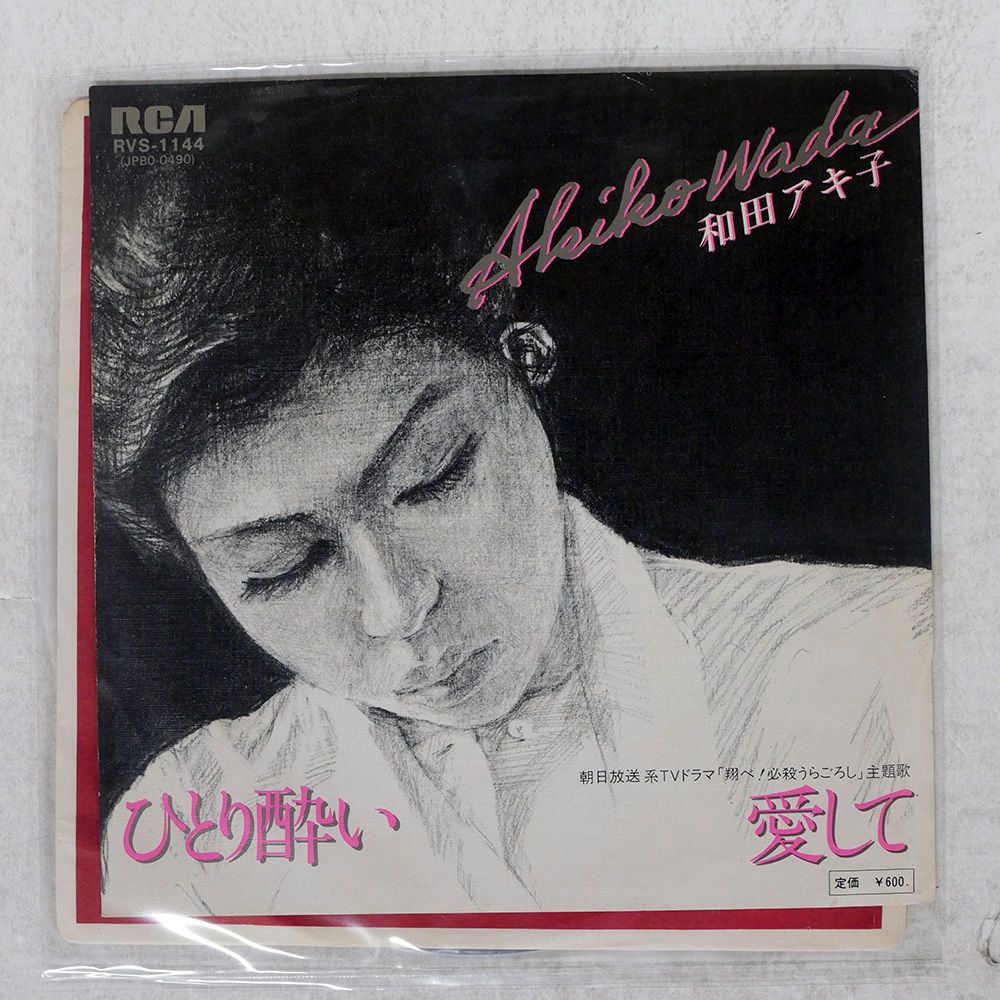 RCA
RVS-1144
(JPBO-0490)
Akiko Wada
和田アキ子
朝日放送系TVドラマ「翔べ!必殺うらごろし」主題歌
ひとり酔い
愛して
定価 ¥600.